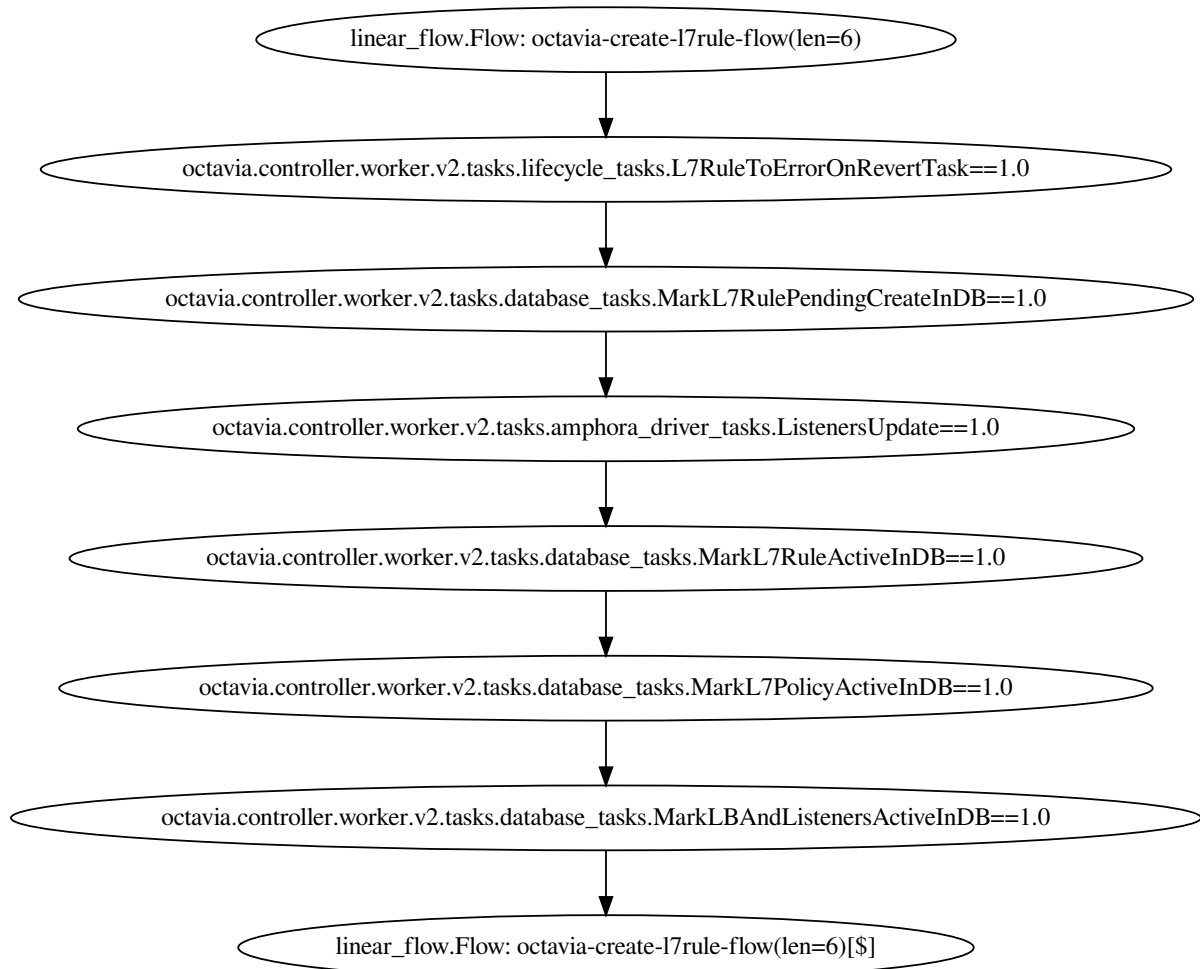 linear_flow.Flow: octavia-create-l7rule-flow(len=6)
octavia.controller.worker.v2.tasks.lifecycle_tasks.L7RuleToErrorOnRevertTask==1.0
octavia.controller.worker.v2.tasks.database_tasks.MarkL7RulePendingCreateInDB==1.0
octavia.controller.worker.v2.tasks.amphora_driver_tasks.ListenersUpdate==1.0
octavia.controller.worker.v2.tasks.database_tasks.MarkL7RuleActiveInDB==1.0
octavia.controller.worker.v2.tasks.database_tasks.MarkL7PolicyActiveInDB==1.0
octavia.controller.worker.v2.tasks.database_tasks.MarkLBAndListenersActiveInDB==1.0
linear_flow.Flow: octavia-create-l7rule-flow(len=6)[$]